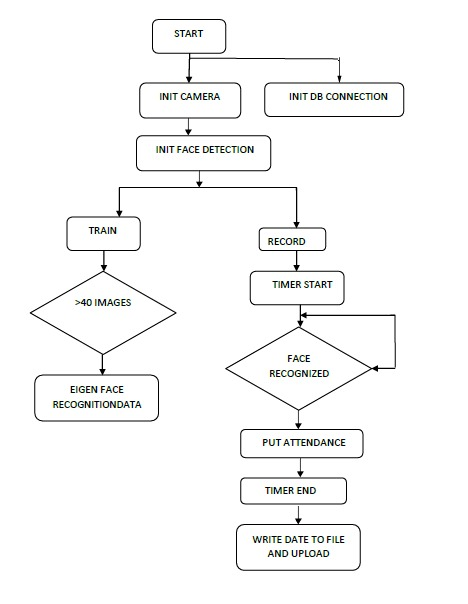 START
INIT CAMERA
INIT DB CONNECTION
INIT FACE DETECTION
TRAIN
RECORD
>40 IMAGES
TIMER START
FACE
RECOGNIZED
EIGEN FACE
RECOGNITIONDATA
PUT ATTENDANCE
TIMER END
WRITE DATE TO FILE
AND UPLOAD